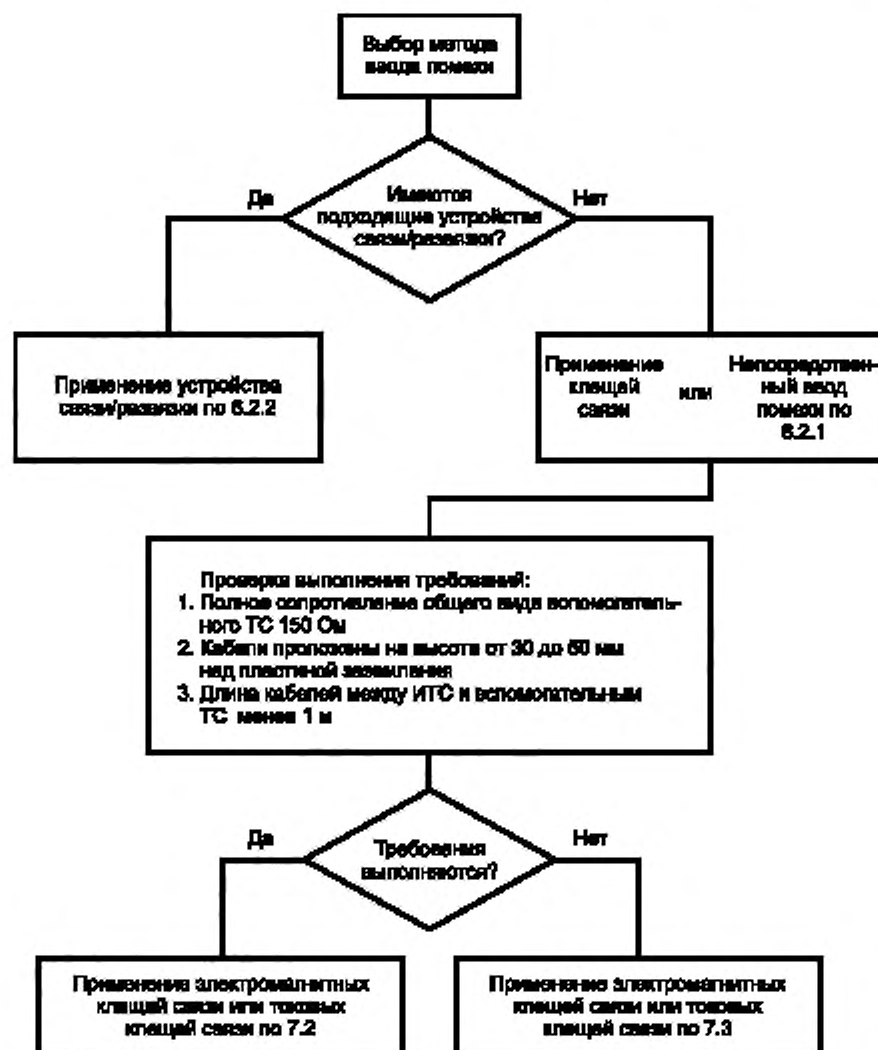 Выбор метода
ввода помехи
Да
Имеются
подходящие устройства
связи/развязки?
Нет
Применение устройства
связи/развязки по 6.2.2
Применение
клещей
связи
или
Непосредствен-
ный ввод
помехи по
6.2.1
Проверка выполнения требований:
1. Полное сопротивление общего вида вспомогатель-
ного ТС 150 Ом
2. Кабели проложены на высоте от 30 до 50 мм
над пластиной заземления
3. Длина кабелей между ИТС и вспомогательным
ТС менее 1 м
Да
Требования
выполняются?
Нет
Применение электромагнитных
клещей связи или токовых
клещей связи по 7.2
Применение электромагнитных
клещей связи или токовых
клещей связи по 7.3